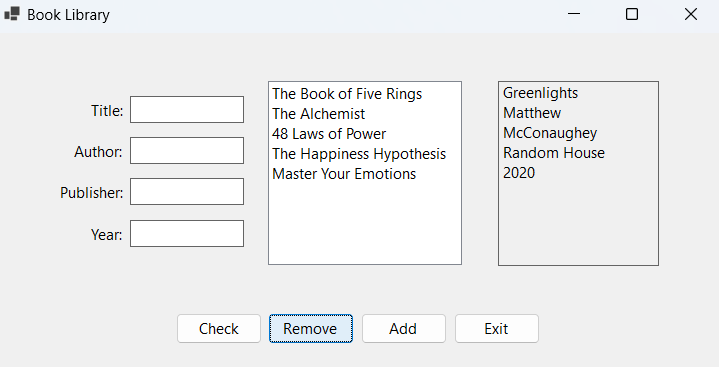 Book Library
Title:
Author:
Publisher:
Year:
The Book of Five Rings
The Alchemist
48 Laws of Power
The Happiness Hypothesis
Master Your Emotions
Greenlights
Matthew
McConaughey
Random House
2020
Check
Remove
Add
Exit